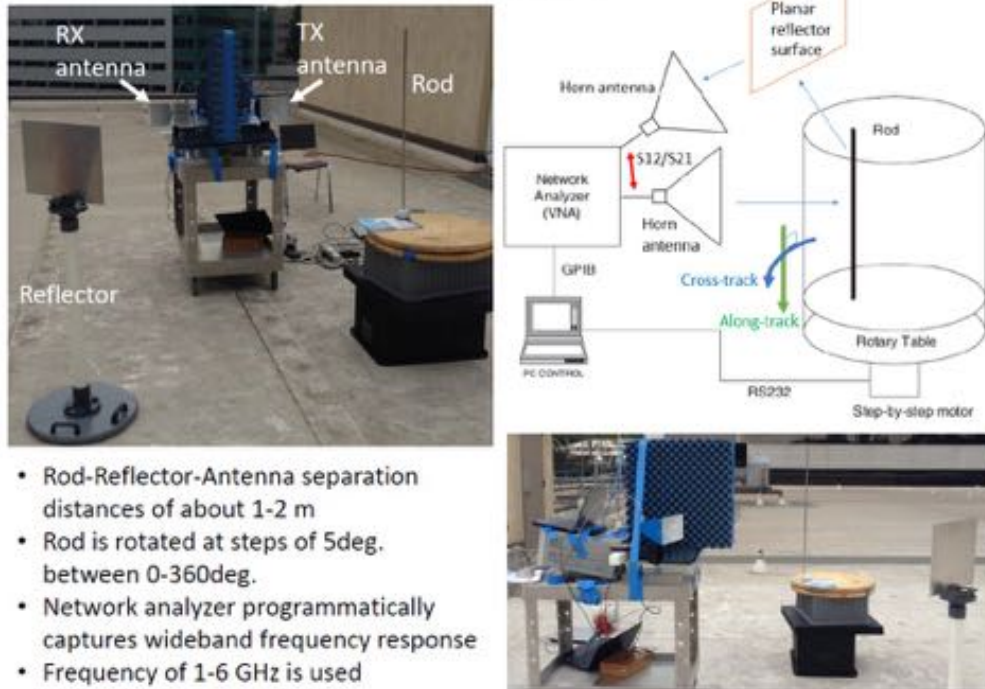 RX
antenna
TX
antenna
Rod
Reflector
Planar
reflector
surface
Horn antenna
Rod
S12/S21
Network
Analyzer
(VNA)
Horn
antenna
GPIB
Cross-track
Along-track
Rotary Table
PC CONTROL
RS232
Step-by-step motor
• Rod-Reflector-Antenna separation
distances of about 1-2 m
• Rod is rotated at steps of 5deg.
between 0-360deg.
• Network analyzer programmatically
captures wideband frequency response
• Frequency of 1-6 GHz is used